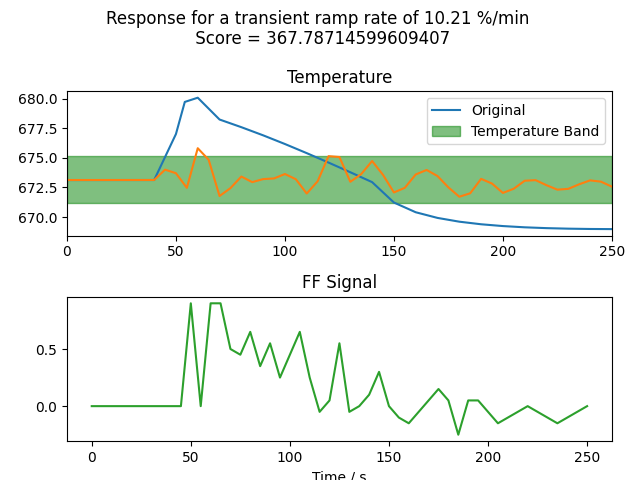 Response for a transient ramp rate of 10.21 %/min
Score = 367.78714599609407
Temperature
680.0
677.5
675.0
672.5
670.0
Original
Temperature Band
0 50 100 150 200 250
FF Signal
0.5
0.0
0 50 100 150 200 250
Time / s